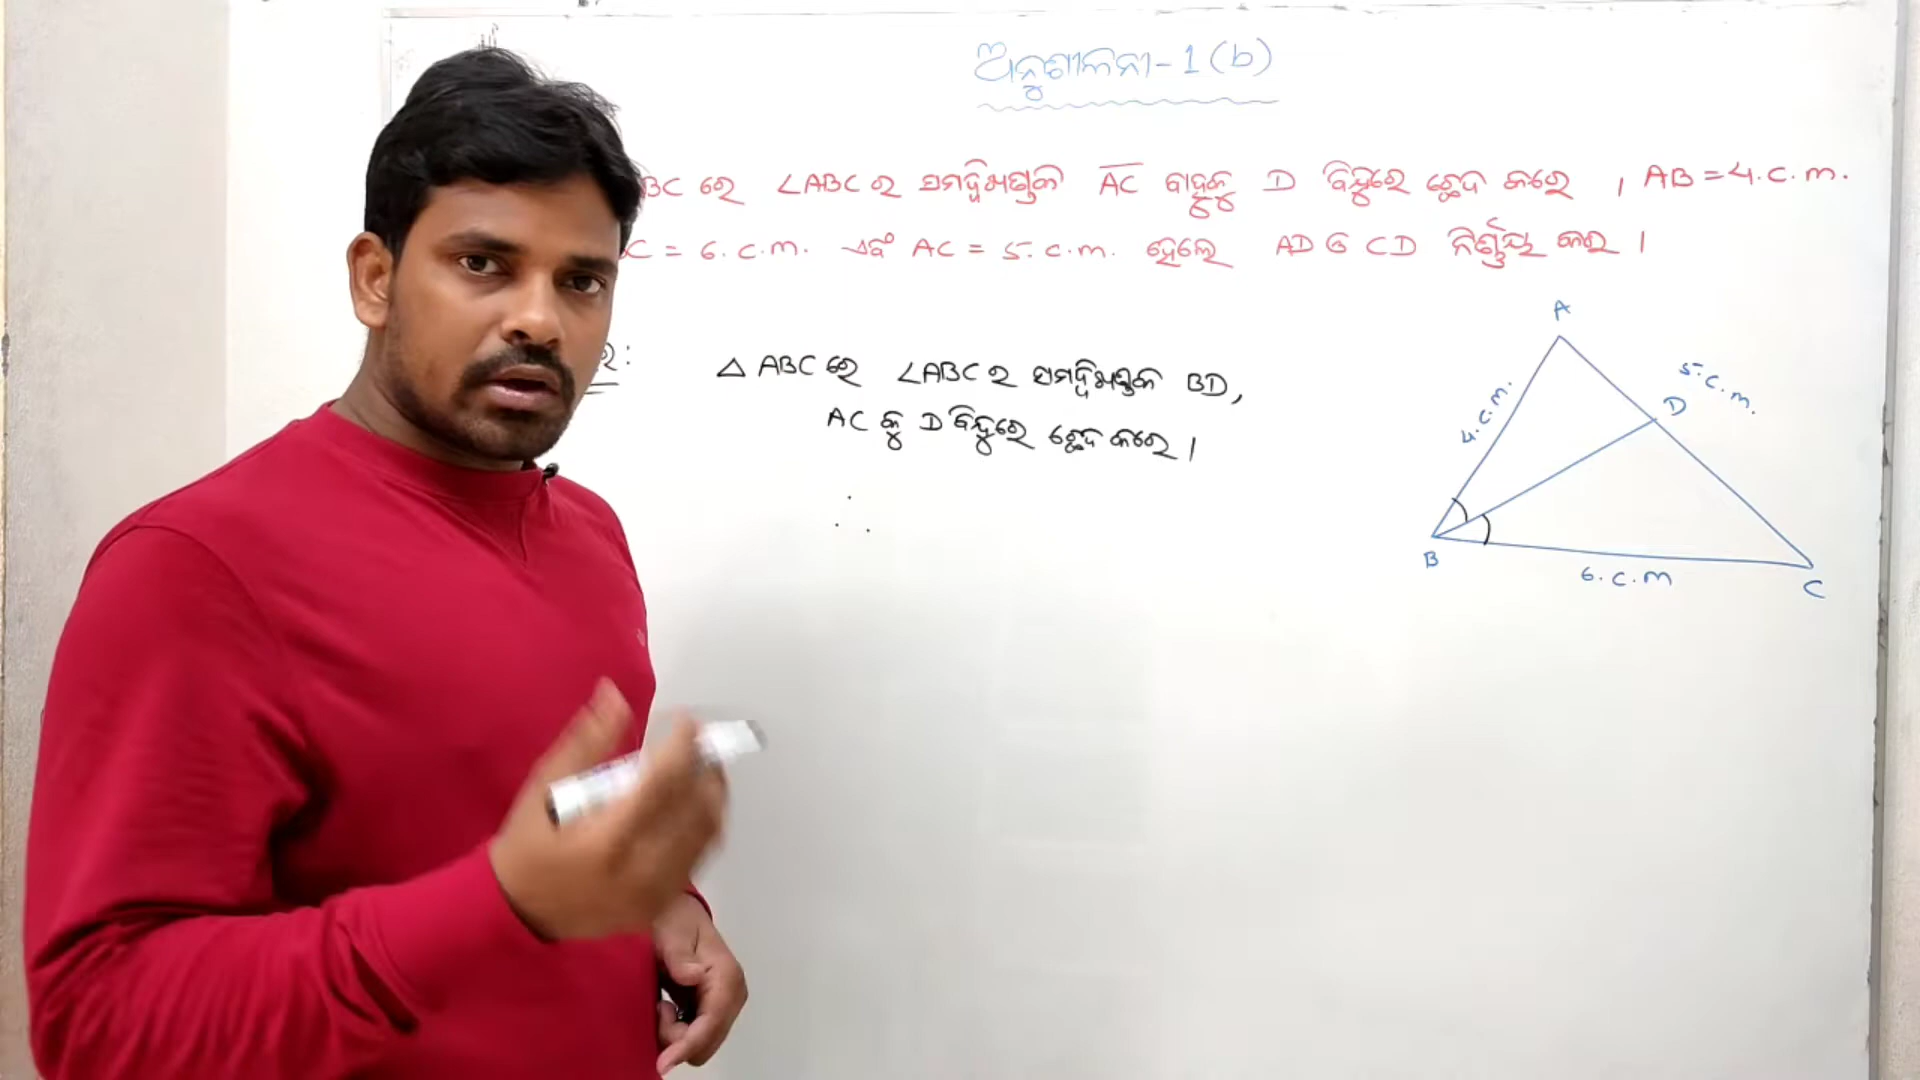 ଅନୁଶୀଳନୀ - 1 (b)
BC ରେ ∠ABC ର ସମଦ୍ୱିଖଣ୍ଡକ AC ବାହୁକୁ D ବିନ୍ଦୁରେ ଛେଦ କରେ , AB = 4.c.m.
C = 6.c.m. ଏବଂ AC = 5.c.m. ହେଲେ AD ଓ CD ନିର୍ଣ୍ଣୟ କର ।
△ ABC ରେ ∠ABC ର ସମଦ୍ୱିଖଣ୍ଡକ BD,
AC କୁ D ବିନ୍ଦୁରେ ଛେଦ କରେ ।
∴
A
4.c.m.
5.c.m.
D
B
6.c.m
C